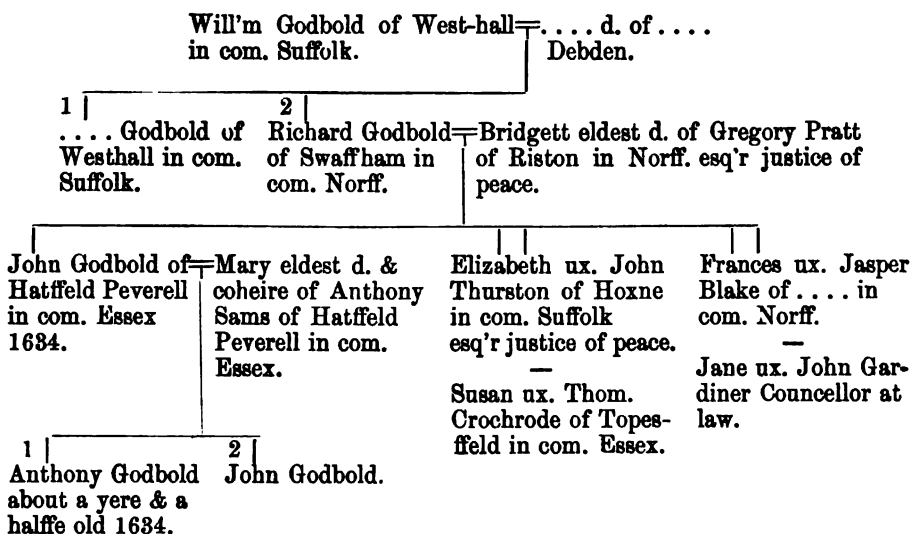 Will'm Godbold of West-hall=. . . . d. of . . . .
in com. Suffolk. Debden.
1 2
. . . . Godbold of
Westhall in com.
Suffolk.
Richard Godbold=Bridgett eldest d. of Gregory Pratt
of Swaffham in
com. Norff.
of Riston in Norff. esq'r justice of
peace.
John Godbold of=Mary eldest d. &
Hatffeld Peverell
in com. Essex
1634.
coheire of Anthony
Sams of Hatffeld
Peverell in com.
Essex.
Elizabeth ux. John
Thurston of Hoxne
in com. Suffolk
esq'r justice of peace.
—
Susan ux. Thom.
Crochrode of Topes-
ffeld in com. Essex.
Frances ux. Jasper
Blake of . . . . in
com. Norff.
—
Jane ux. John Gar-
diner Councellor at
law.
1 2
Anthony Godbold
about a yere & a
halffe old 1634.
John Godbold.